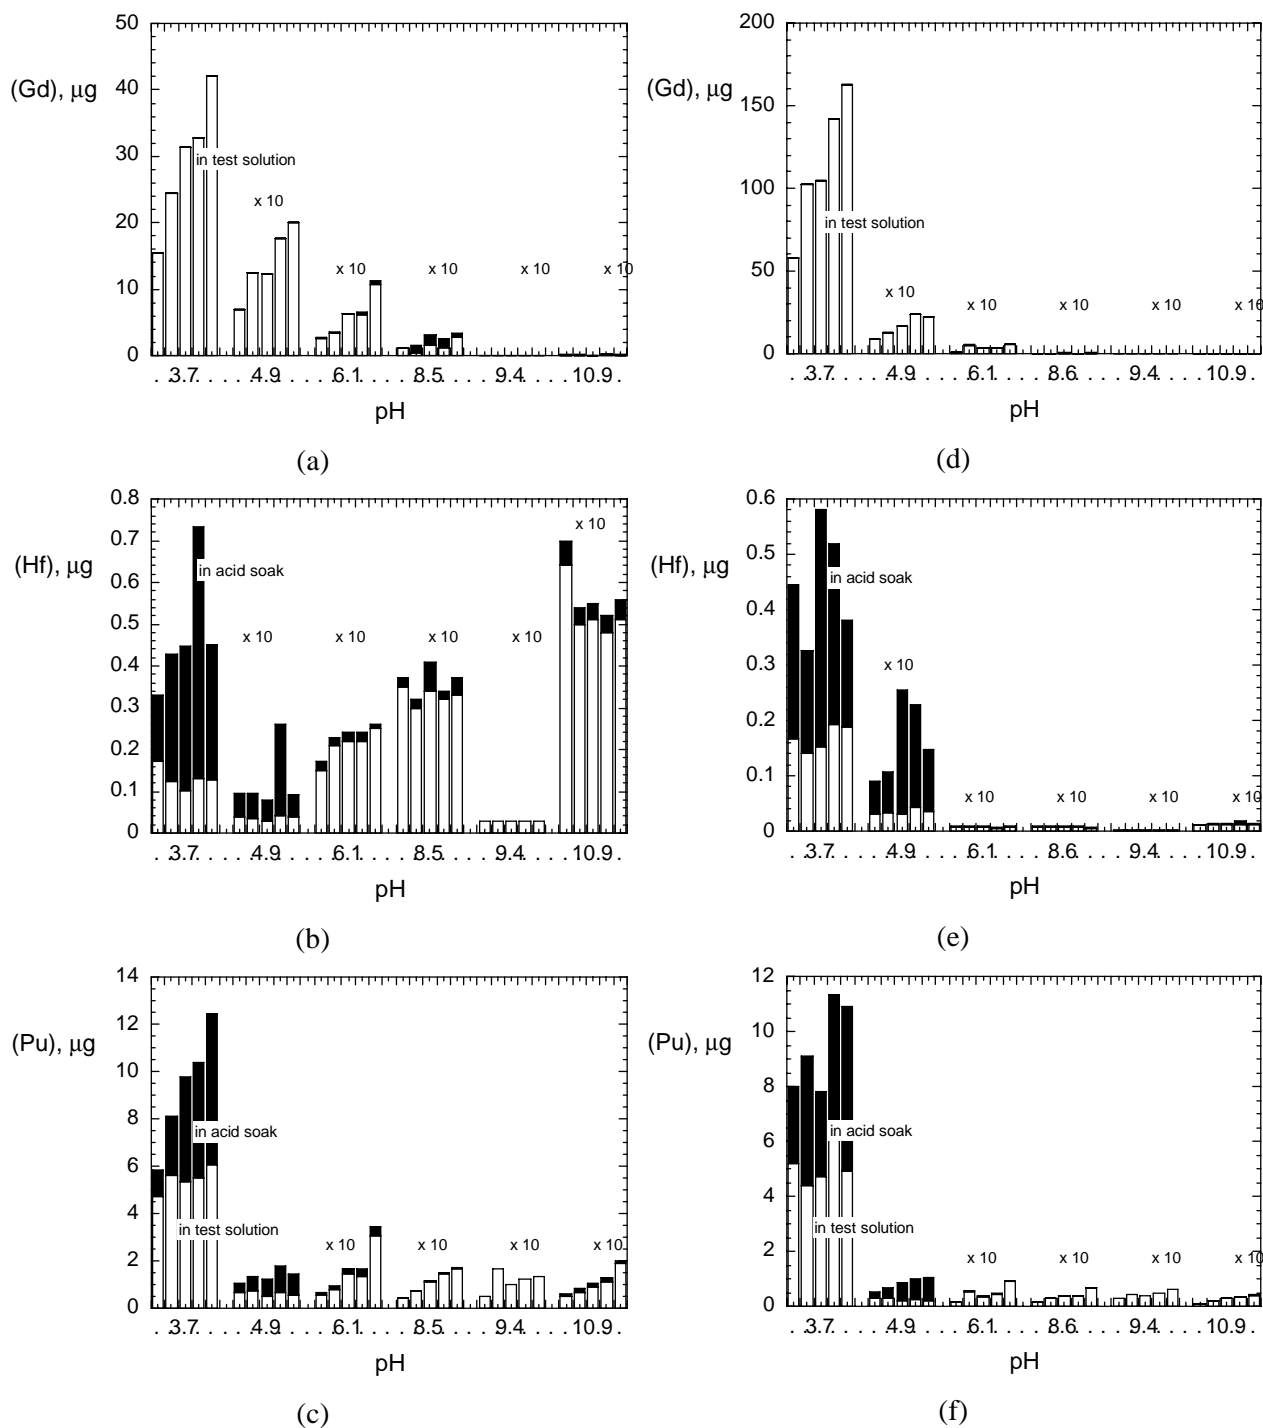 50
40
30
20
10
0
(Gd), μg
in test solution
x 10
x 10
x 10
x 10
x 10
. .3.7. . . . .4.9. . . . .6.1. . . . .8.5. . . . .9.4. . . . .10.9. .
pH
(a)
200
150
100
50
0
(Gd), μg
in test solution
x 10
x 10
x 10
x 10
x 10
. .3.7. . . . .4.9. . . . .6.1. . . . .8.6. . . . .9.4. . . . .10.9 .
pH
(d)
0.8
0.7
0.6
0.5
0.4
0.3
0.2
0.1
0
(Hf), μg
in acid soak
x 10
x 10
x 10
x 10
x 10
. .3.7. . . . .4.9. . . . .6.1. . . . .8.5. . . . .9.4. . . . .10.9. .
pH
(b)
0.6
0.5
0.4
0.3
0.2
0.1
0
(Hf), μg
in acid soak
x 10
x 10
x 10
x 10
x 10
. .3.7. . . . .4.9. . . . .6.1. . . . .8.6. . . . .9.4. . . . .10.9 .
pH
(e)
14
12
10
8
6
4
2
0
(Pu), μg
in acid soak
in test solution
x 10
x 10
x 10
x 10
. .3.7. . . . .4.9. . . . .6.1. . . . .8.5. . . . .9.4. . . . .10.9. .
pH
(c)
12
10
8
6
4
2
0
(Pu), μg
in acid soak
in test solution
x 10
x 10
x 10
x 10
. .3.7. . . . .4.9. . . . .6.1. . . . .8.6. . . . .9.4. . . . .10.9 .
pH
(f)